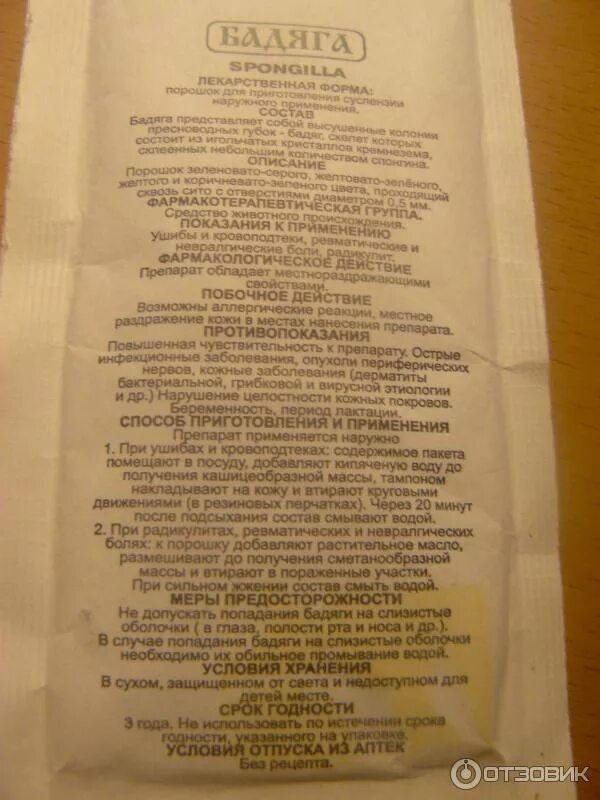 БАДЯГА
SPONGILLA
ЛЕКАРСТВЕННАЯ ФОРМА:
порошок для приготовления суспензии
наружного применения.
СОСТАВ
Бадяга представляет собой высушенные колонии
пресноводных губок - бадяг, скелет которых
состоит из игольчатых кристаллов кремнезема,
склеенных небольшим количеством спонгина.
ОПИСАНИЕ
Порошок зеленовато-серого, желтовато-зелёного,
желтого и коричневато-зеленого цвета, проходящий
сквозь сито с отверстиями диаметром 0,5 мм.
ФАРМАКОТЕРАПЕВТИЧЕСКАЯ ГРУППА.
Средство животного происхождения.
ПОКАЗАНИЯ К ПРИМЕНЕНИЮ
Ушибы и кровоподтеки, ревматические и
невралгические боли, радикулит.
ФАРМАКОЛОГИЧЕСКОЕ ДЕЙСТВИЕ
Препарат обладает местнораздражающими
свойствами.
ПОБОЧНОЕ ДЕЙСТВИЕ
Возможны аллергические реакции, местное
раздражение кожи в местах нанесения препарата.
ПРОТИВОПОКАЗАНИЯ
Повышенная чувствительность к препарату. Острые
инфекционные заболевания, опухоли периферических
нервов, кожные заболевания (дерматиты
бактериальной, грибковой и вирусной этиологии
и др.) Нарушение целостности кожных покровов.
Беременность, период лактации.
СПОСОБ ПРИГОТОВЛЕНИЯ И ПРИМЕНЕНИЯ
Препарат применяется наружно
1. При ушибах и кровоподтеках: содержимое пакета
помещают в посуду, добавляют кипяченую воду до
получения кашицеобразной массы, тампоном
накладывают на кожу и втирают круговыми
движениями (в резиновых перчатках). Через 20 минут
после подсыхания состав смывают водой.
2. При радикулитах, ревматических и невралгических
болях: к порошку добавляют растительное масло,
размешивают до получения сметанообразной
массы и втирают в пораженные участки.
При сильном жжении состав смыть водой.
МЕРЫ ПРЕДОСТОРОЖНОСТИ
Не допускать попадания бадяги на слизистые
оболочки ( в глаза, полости рта и носа и др.).
В случае попадания бадяги на слизистые оболочки
необходимо их обильное промывание водой.
УСЛОВИЯ ХРАНЕНИЯ
В сухом, защищенном от света и недоступном для
детей месте.
СРОК ГОДНОСТИ
3 года. Не использовать по истечении срока
годности, указанного на упаковке.
УСЛОВИЯ ОТПУСКА ИЗ АПТЕК
Без рецепта.
ОТЗОВИК